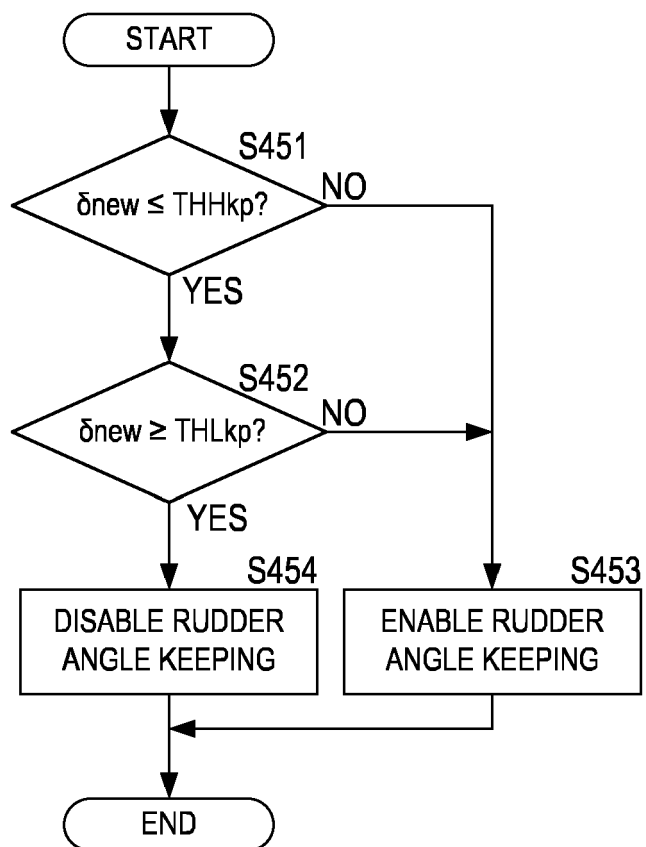 START
S451
δnew ≤ THHkp?
NO
YES
S452
δnew ≥ THLkp?
NO
YES
S454
S453
DISABLE RUDDER
ANGLE KEEPING
ENABLE RUDDER
ANGLE KEEPING
END